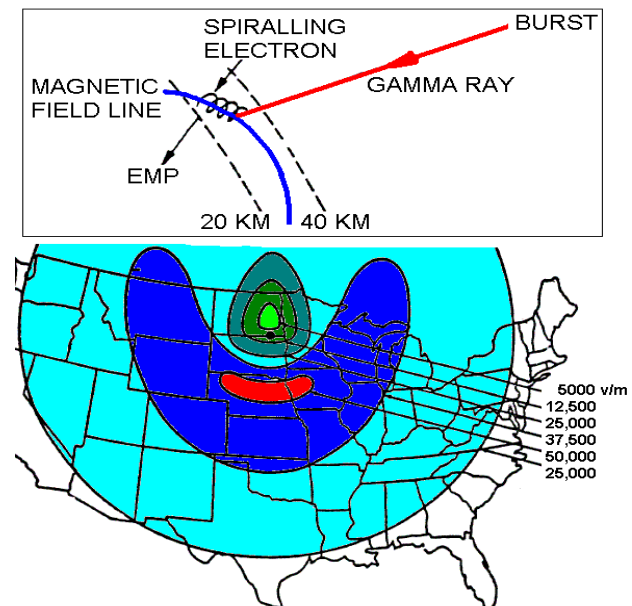 SPIRALLING
ELECTRON
BURST
GAMMA RAY
MAGNETIC
FIELD LINE
EMP
20 KM
40 KM
5000 v/m
12,500
25,000
37,500
50,000
25,000